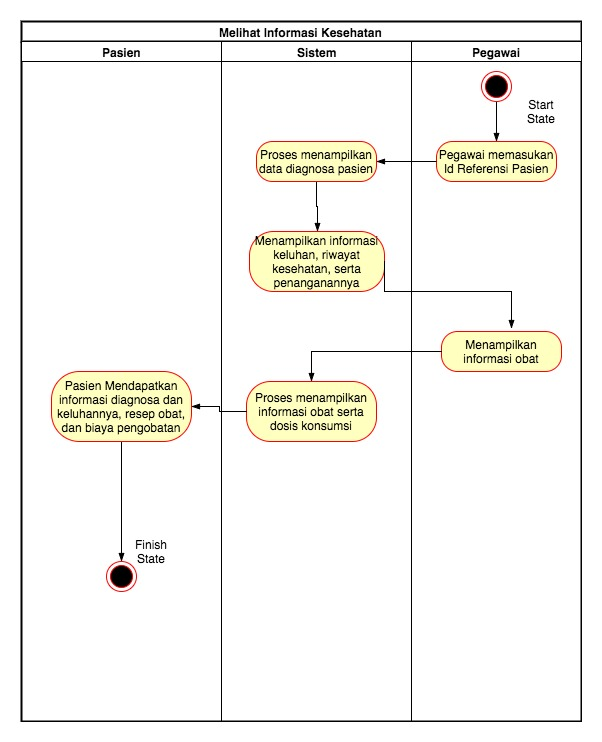 Melihat Informasi Kesehatan
Pasien
Sistem
Pegawai
Start
State
Pegawai memasukan
Id Referensi Pasien
Proses menampilkan
data diagnosa pasien
Menampilkan informasi
keluhan, riwayat
kesehatan, serta
penanganannya
Menampilkan
informasi obat
Proses menampilkan
informasi obat serta
dosis konsumsi
Pasien Mendapatkan
informasi diagnosa dan
keluhannya, resep obat,
dan biaya pengobatan
Finish
State